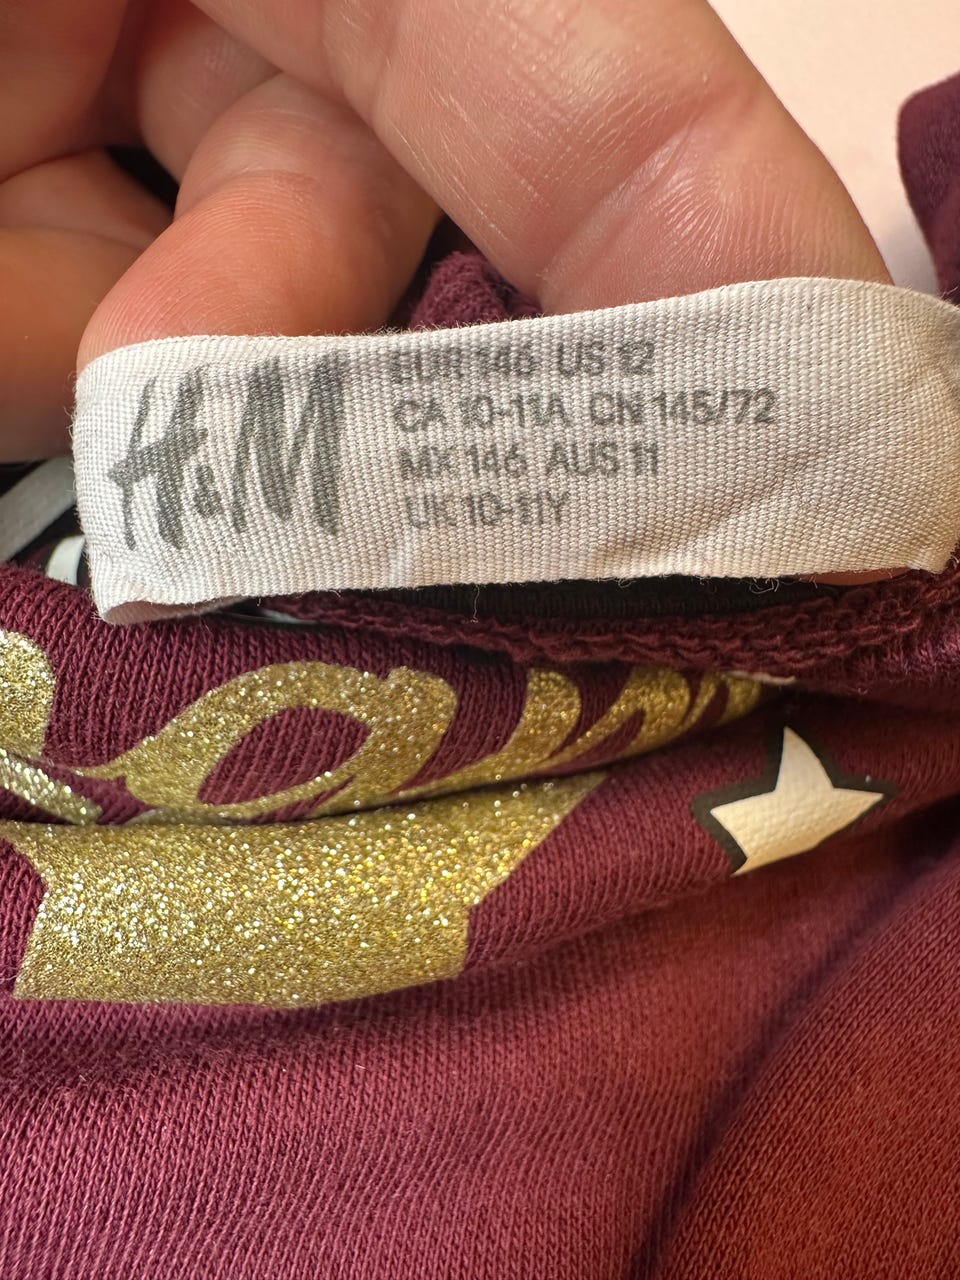 H&M
EUR 146 US 12
CA 10-11A CN 145/72
MX 146 AUS 11
UK 10-11Y